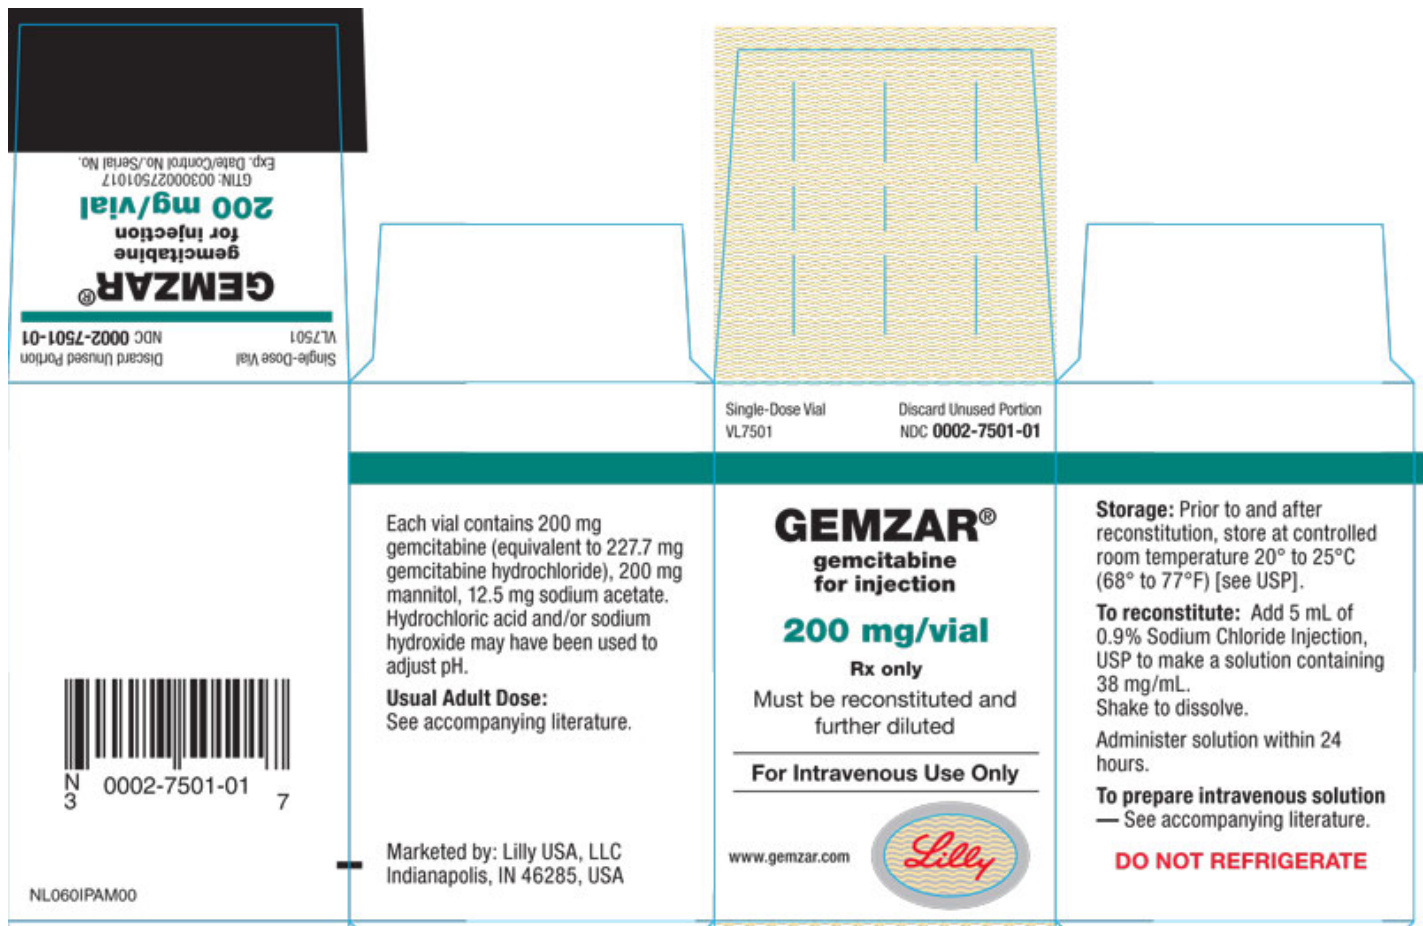 Exp. Date/Control No./Serial No.
GTIN: 00300027501017
200 mg/vial
for injection
gemcitabine
GEMZAR®
Single-Dose Vial Discard Unused Portion
VL7501 NDC 0002-7501-01
N
3 0002-7501-01 7
NL060IPAM00
Each vial contains 200 mg
gemcitabine (equivalent to 227.7 mg
gemcitabine hydrochloride), 200 mg
mannitol, 12.5 mg sodium acetate.
Hydrochloric acid and/or sodium
hydroxide may have been used to
adjust pH.
Usual Adult Dose:
See accompanying literature.
Marketed by: Lilly USA, LLC
Indianapolis, IN 46285, USA
Single-Dose Vial Discard Unused Portion
VL7501 NDC 0002-7501-01
GEMZAR®
gemcitabine
for injection
200 mg/vial
Rx only
Must be reconstituted and
further diluted
For Intravenous Use Only
www.gemzar.com
Lilly
Storage: Prior to and after
reconstitution, store at controlled
room temperature 20° to 25°C
(68° to 77°F) [see USP].
To reconstitute: Add 5 mL of
0.9% Sodium Chloride Injection,
USP to make a solution containing
38 mg/mL.
Shake to dissolve.
Administer solution within 24
hours.
To prepare intravenous solution
— See accompanying literature.
DO NOT REFRIGERATE